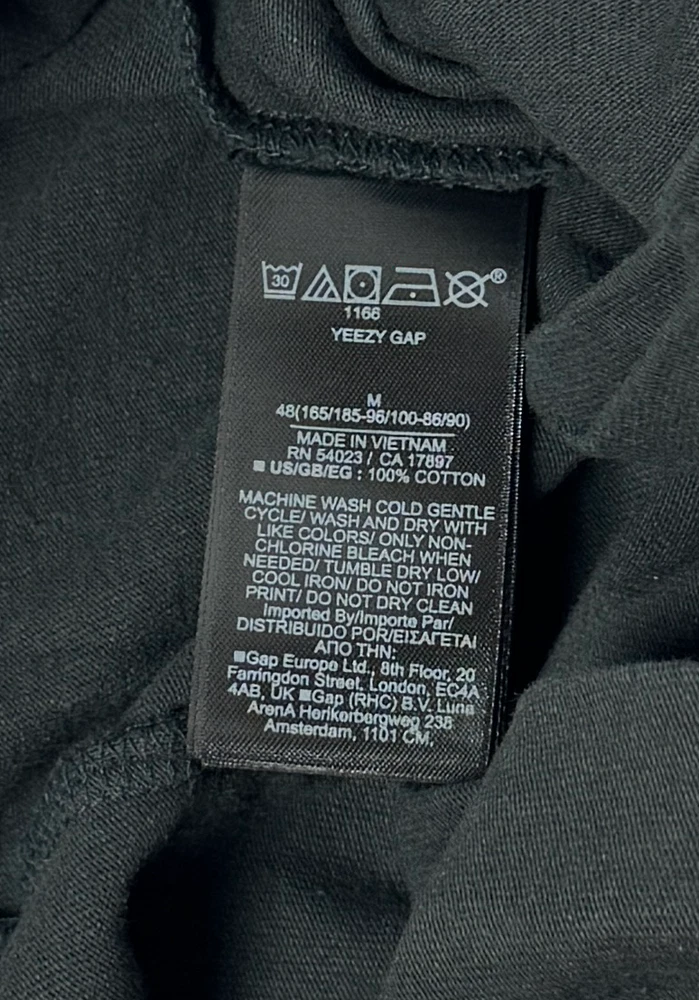 30 ®
1166
YEEZY GAP
M
48(165/185-96/100-86/90)
MADE IN VIETNAM
RN 54023 / CA 17897
■ US/GB/EG : 100% COTTON
MACHINE WASH COLD GENTLE
CYCLE/ WASH AND DRY WITH
LIKE COLORS/ ONLY NON-
CHLORINE BLEACH WHEN
NEEDED/ TUMBLE DRY LOW/
COOL IRON/ DO NOT IRON
PRINT/ DO NOT DRY CLEAN
Imported By/Importe Par/
DISTRIBUIDO POR/ΕΙΣΑΓΕΤΑΙ
ΑΠΟ ΤΗΝ:
■Gap Europe Ltd., 8th Floor, 20
Farringdon Street, London, EC4A
4AB, UK ■Gap (RHC) B.V. Luna
ArenA Herikerbergweg 238
Amsterdam, 1101 CM,